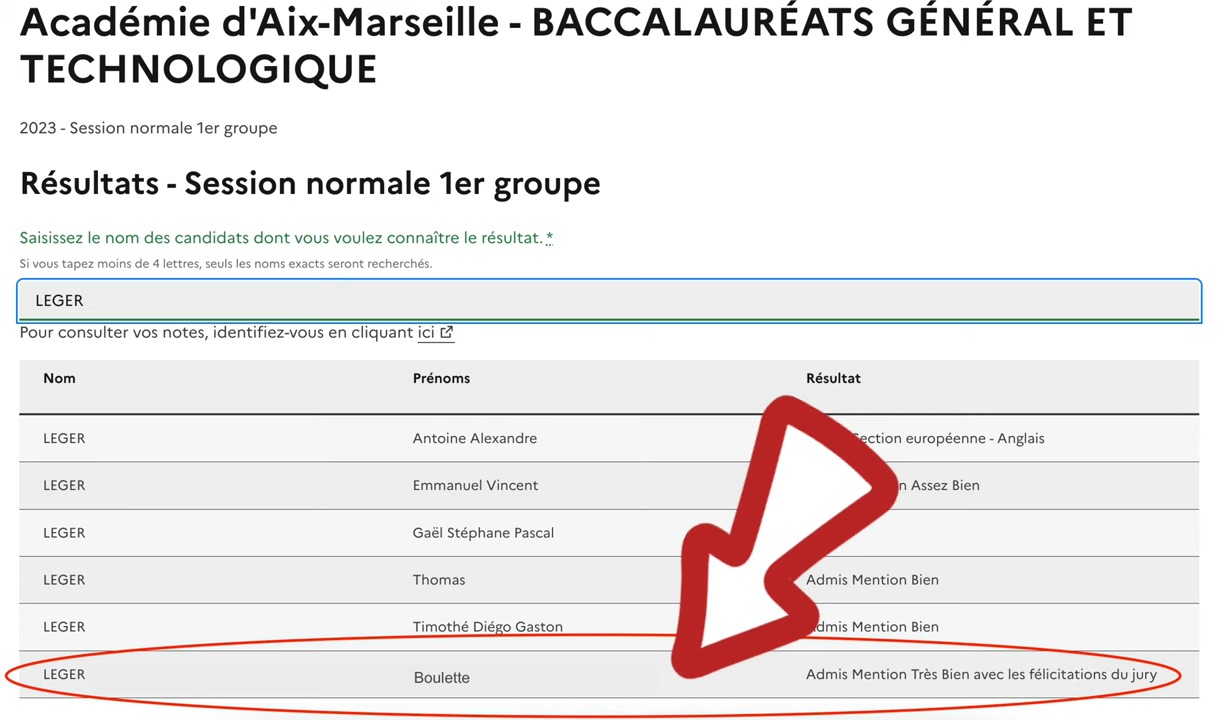 Académie d'Aix-Marseille - BACCALAURÉATS GÉNÉRAL ET
TECHNOLOGIQUE
2023 - Session normale 1er groupe
Résultats - Session normale 1er groupe
Saisissez le nom des candidats dont vous voulez connaître le résultat. *
Si vous tapez moins de 4 lettres, seuls les noms exacts seront recherchés.
LEGER
Pour consulter vos notes, identifiez-vous en cliquant ici
Nom Prénoms Résultat
LEGER Antoine Alexandre Section européenne - Anglais
LEGER Emmanuel Vincent Assez Bien
LEGER Gaël Stéphane Pascal
LEGER Thomas Admis Mention Bien
LEGER Timothé Diégo Gaston Admis Mention Bien
LEGER Boulette Admis Mention Très Bien avec les félicitations du jury